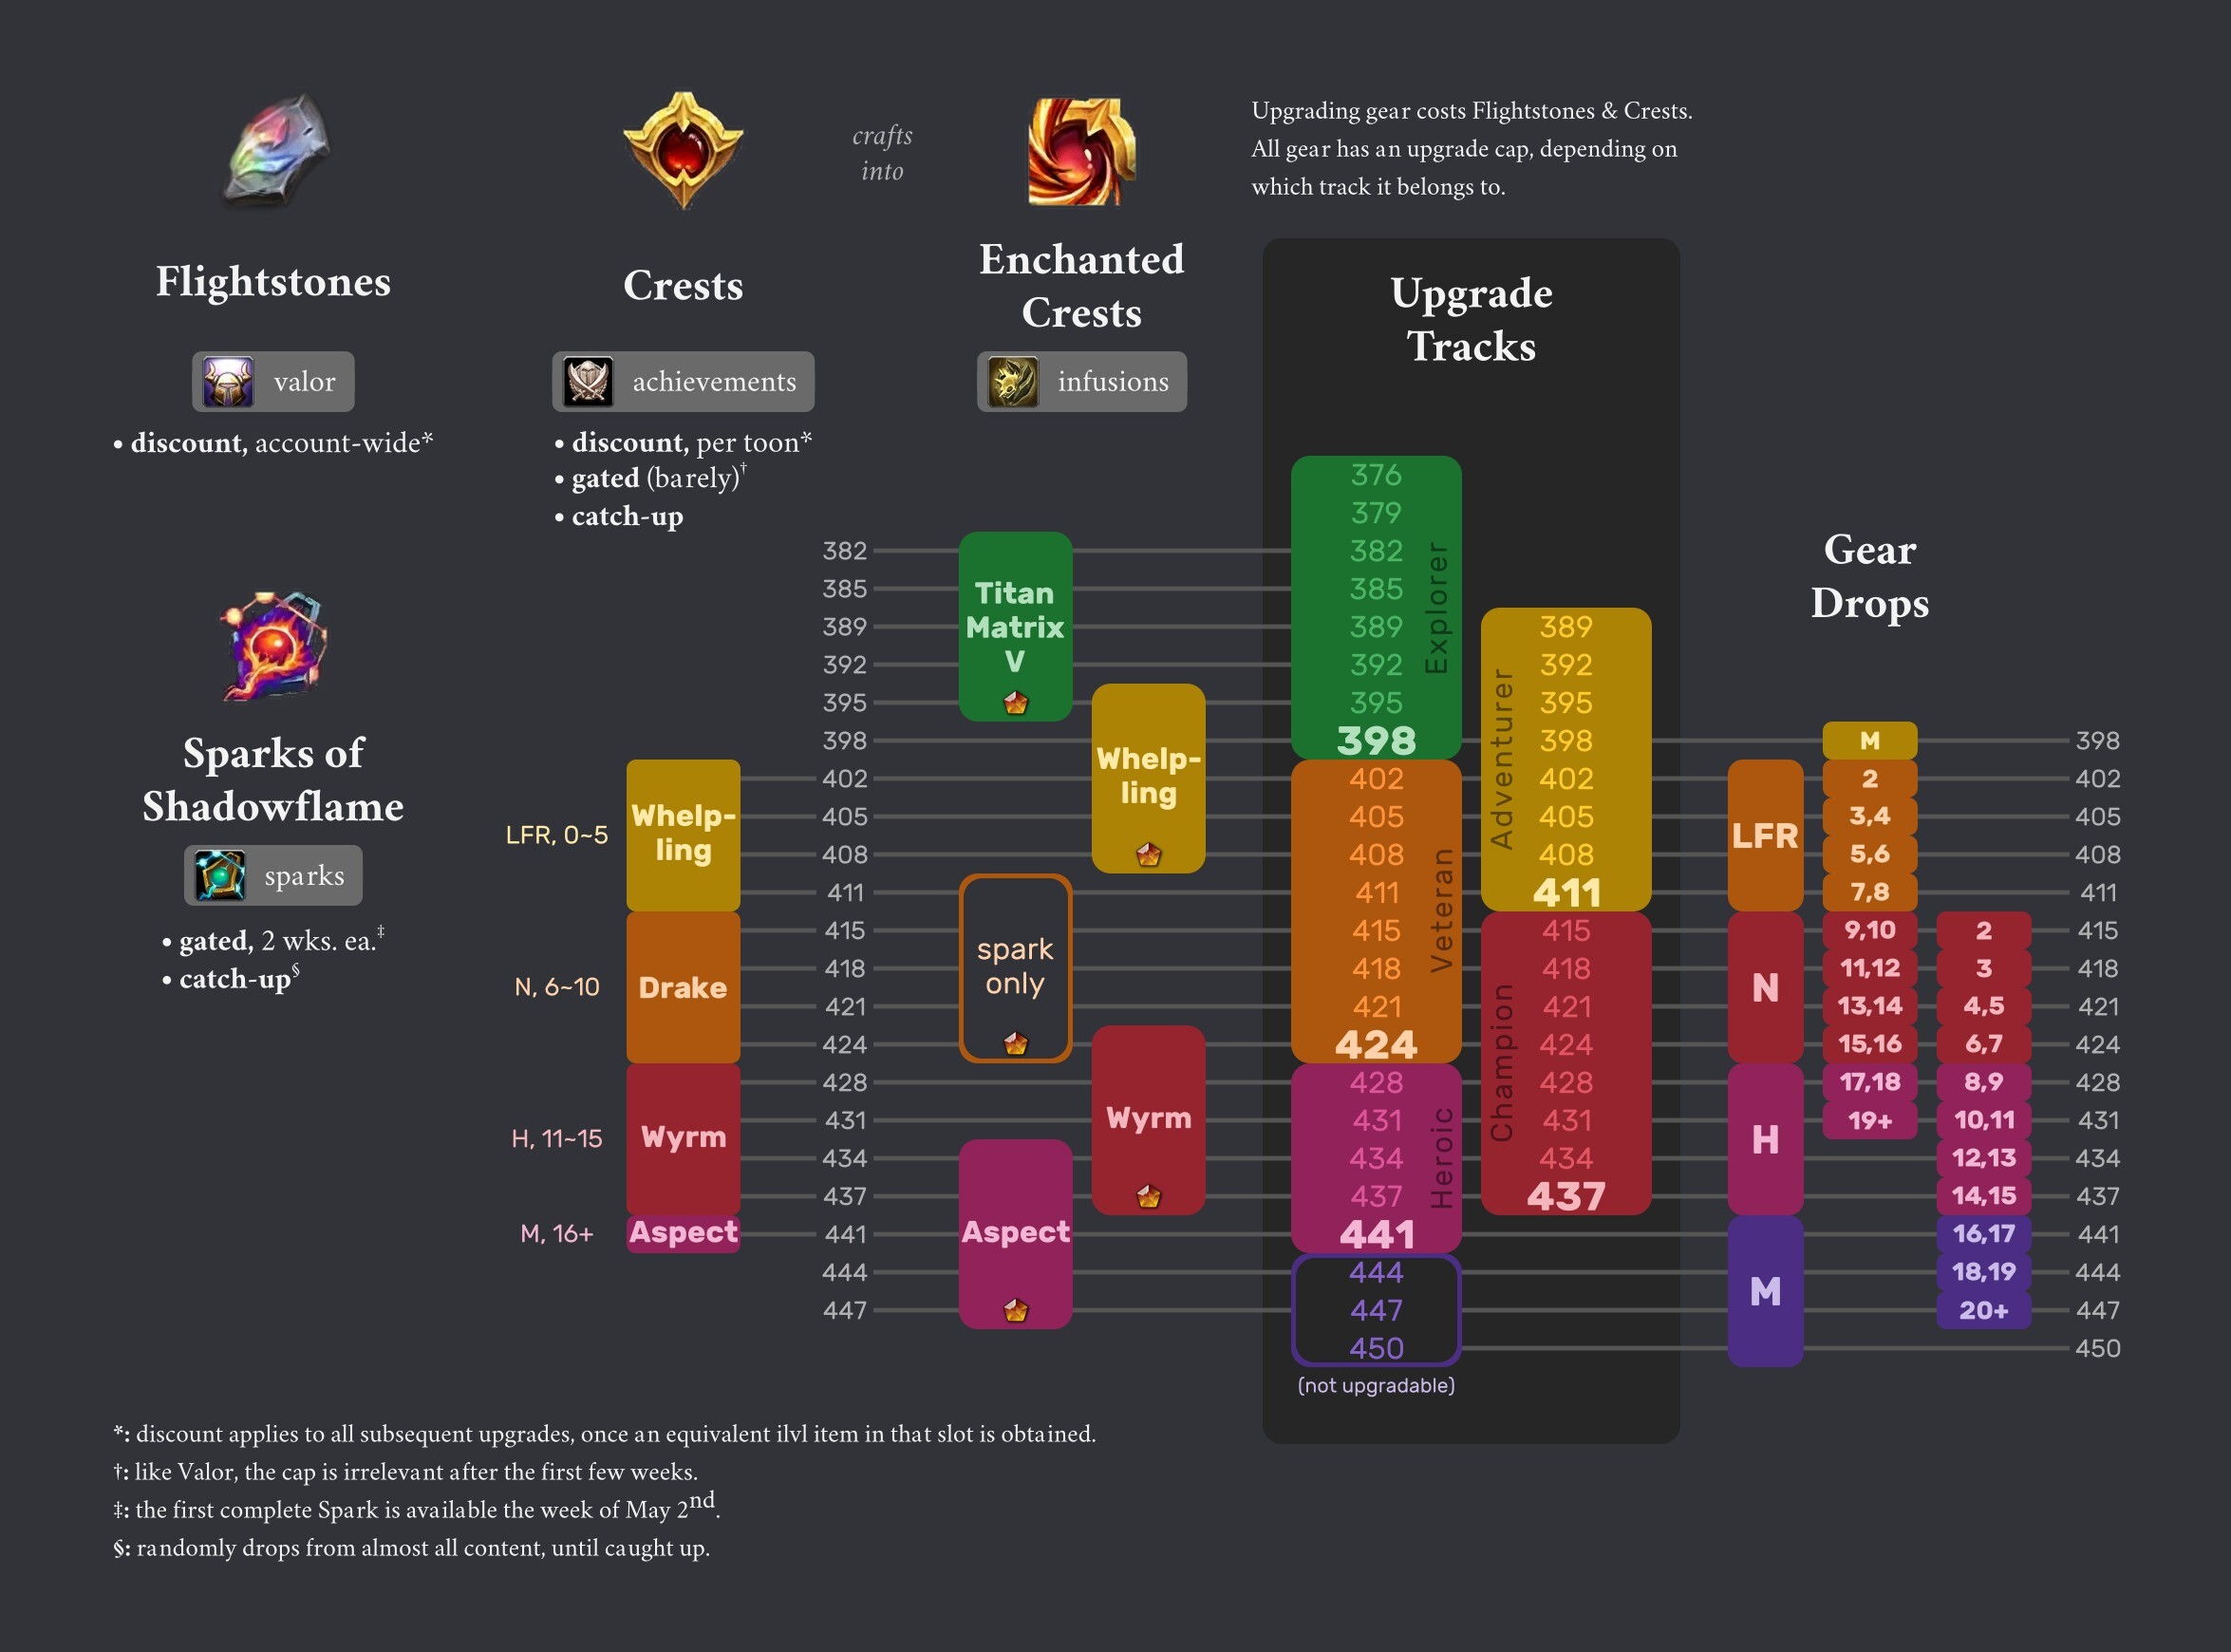 Flightstones
valor
• discount, account-wide*
Sparks of
Shadowflame
sparks
• gated, 2 wks. ea.‡
• catch-up§
Crests
achievements
• discount, per toon*
• gated (barely)†
• catch-up
crafts
into
Enchanted
Crests
infusions
Upgrading gear costs Flightstones & Crests.
All gear has an upgrade cap, depending on
which track it belongs to.
LFR, 0~5
N, 6~10
H, 11~15
M, 16+
Whelp-
ling
Drake
Wyrm
Aspect
382
385
389
392
395
398
402
405
408
411
415
418
421
424
428
431
434
437
441
444
447
Titan
Matrix
V
Whelp-
ling
spark
only
Wyrm
Aspect
Upgrade
Tracks
376
379
382
385
389
392
395
398
Explorer
402
405
408
411
415
418
421
424
Veteran
428
431
434
437
441
Heroic
444
447
450
(not upgradable)
Adventurer
389
392
395
398
402
405
408
411
Champion
415
418
421
424
428
431
434
437
Gear
Drops
LFR
N
H
M
M
2
3,4
5,6
7,8
9,10
11,12
13,14
15,16
17,18
19+
2
3
4,5
6,7
8,9
10,11
12,13
14,15
16,17
18,19
20+
398
402
405
408
411
415
418
421
424
428
431
434
437
441
444
447
450
*: discount applies to all subsequent upgrades, once an equivalent ilvl item in that slot is obtained.
†: like Valor, the cap is irrelevant after the first few weeks.
‡: the first complete Spark is available the week of May 2nd.
§: randomly drops from almost all content, until caught up.